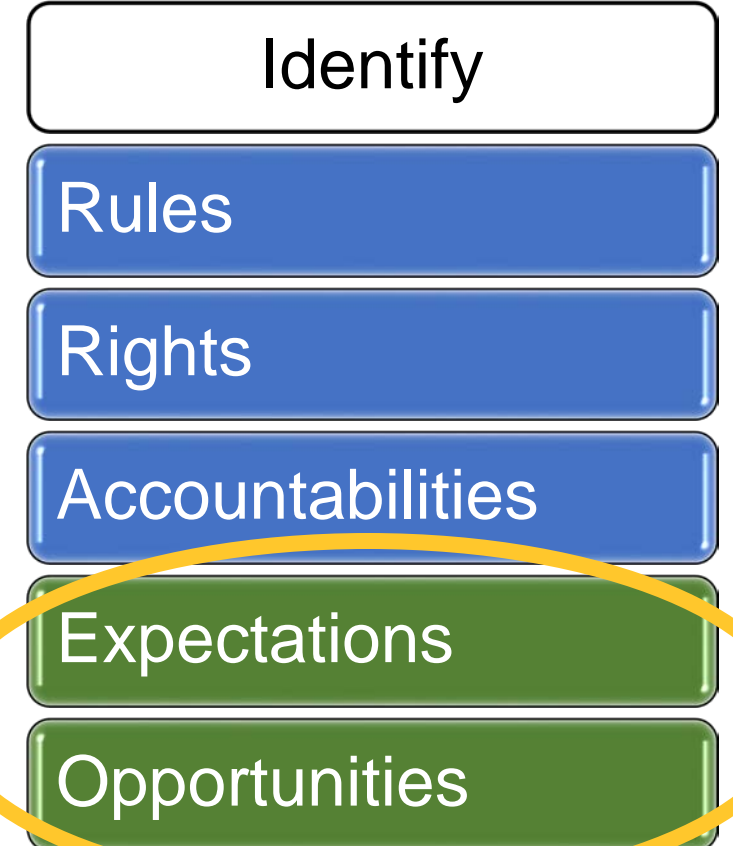 Identify
Rules
Rights
Accountabilities
Expectations
Opportunities